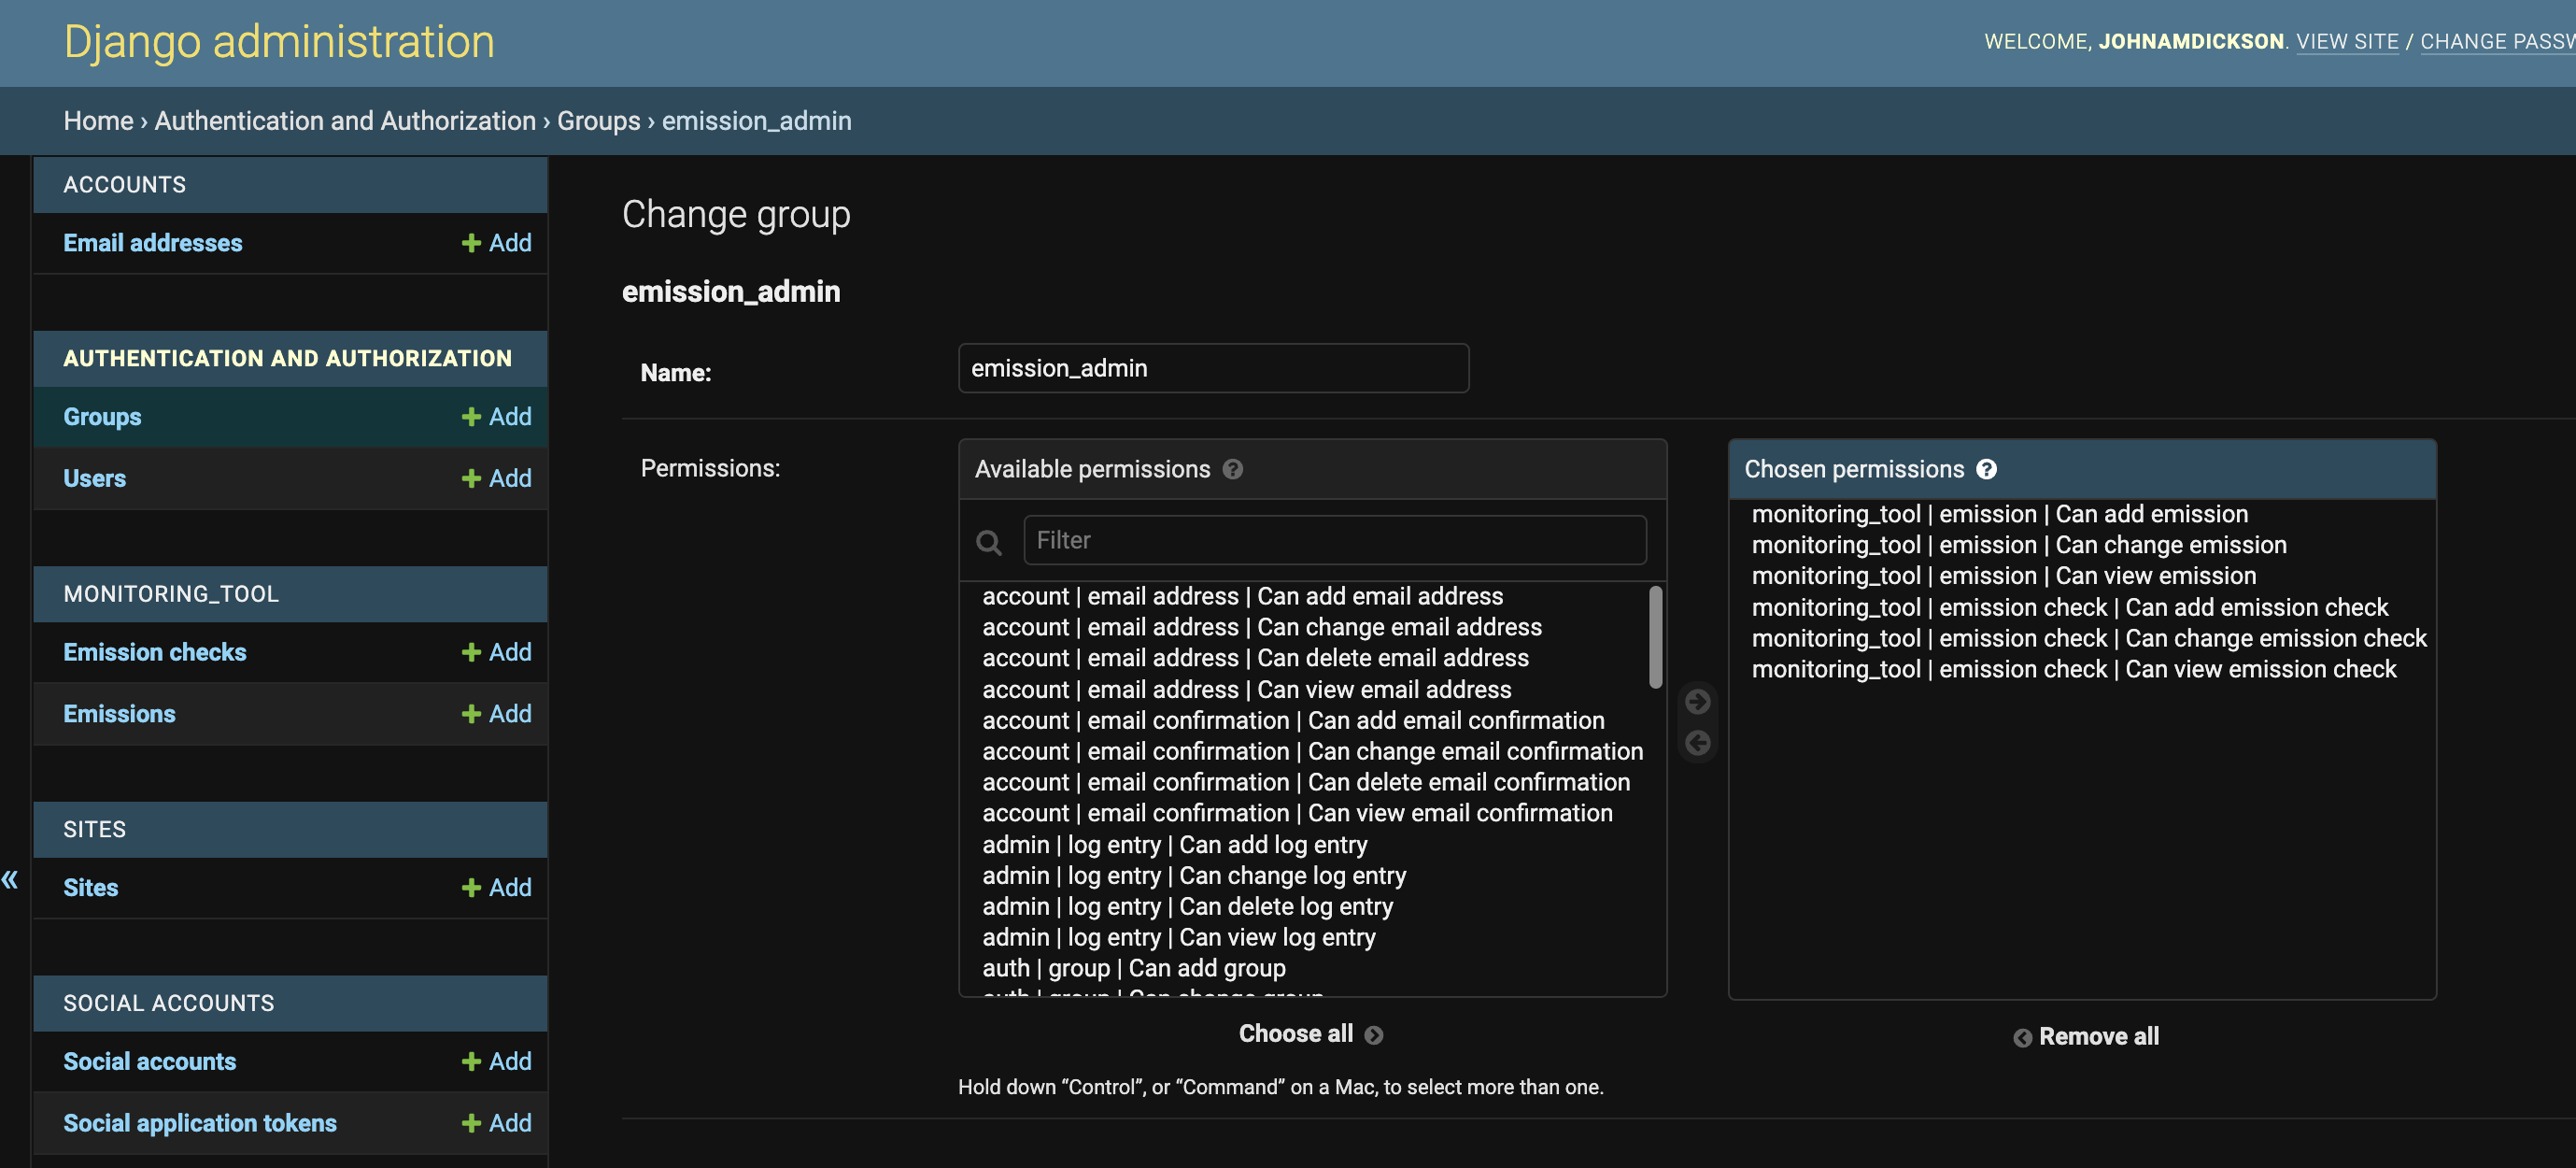 Django administration
WELCOME, JOHNAMDICKSON. VIEW SITE / CHANGE PASSW
Home › Authentication and Authorization › Groups › emission_admin
ACCOUNTS
Email addresses + Add
AUTHENTICATION AND AUTHORIZATION
Groups + Add
Users + Add
MONITORING_TOOL
Emission checks + Add
Emissions + Add
SITES
Sites + Add
SOCIAL ACCOUNTS
Social accounts + Add
Social application tokens + Add
«
Change group
emission_admin
Name: emission_admin
Permissions:
Available permissions ?
Filter
account | email address | Can add email address
account | email address | Can change email address
account | email address | Can delete email address
account | email address | Can view email address
account | email confirmation | Can add email confirmation
account | email confirmation | Can change email confirmation
account | email confirmation | Can delete email confirmation
account | email confirmation | Can view email confirmation
admin | log entry | Can add log entry
admin | log entry | Can change log entry
admin | log entry | Can delete log entry
admin | log entry | Can view log entry
auth | group | Can add group
auth | group | Can change group
Choose all
Hold down “Control”, or “Command” on a Mac, to select more than one.
Chosen permissions ?
monitoring_tool | emission | Can add emission
monitoring_tool | emission | Can change emission
monitoring_tool | emission | Can view emission
monitoring_tool | emission check | Can add emission check
monitoring_tool | emission check | Can change emission check
monitoring_tool | emission check | Can view emission check
Remove all